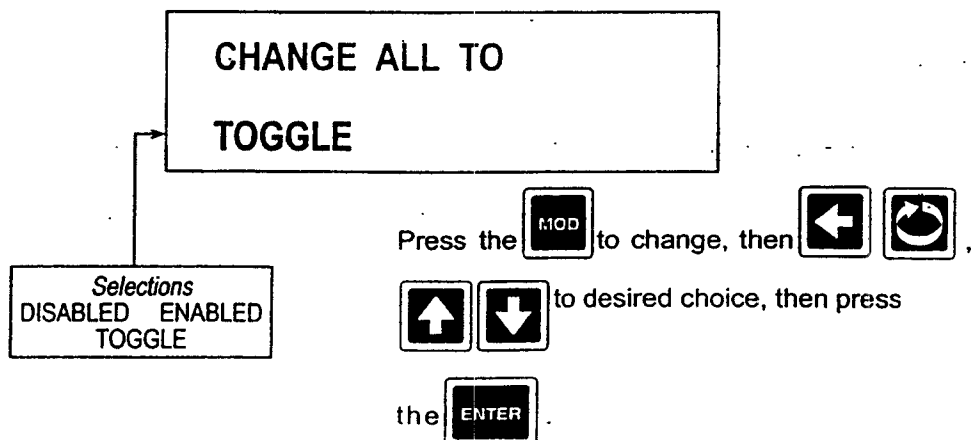 CHANGE ALL TO
TOGGLE
Press the MOD to change, then ,
Selections
DISABLED ENABLED
TOGGLE
to desired choice, then press
the ENTER .